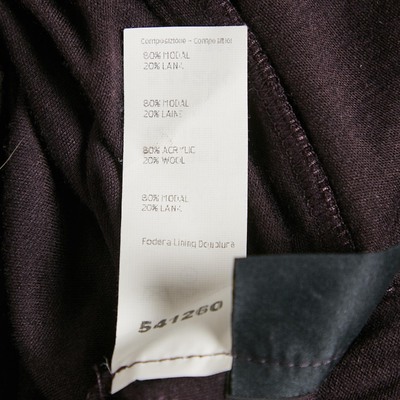 Composizione - Composition
80% MODAL
20% LANA
80% MODAL
20% LAINE
80% ACRYLIC
20% WOOL
80% MODAL
20% LANA
Fodera Lining Doublure
541260